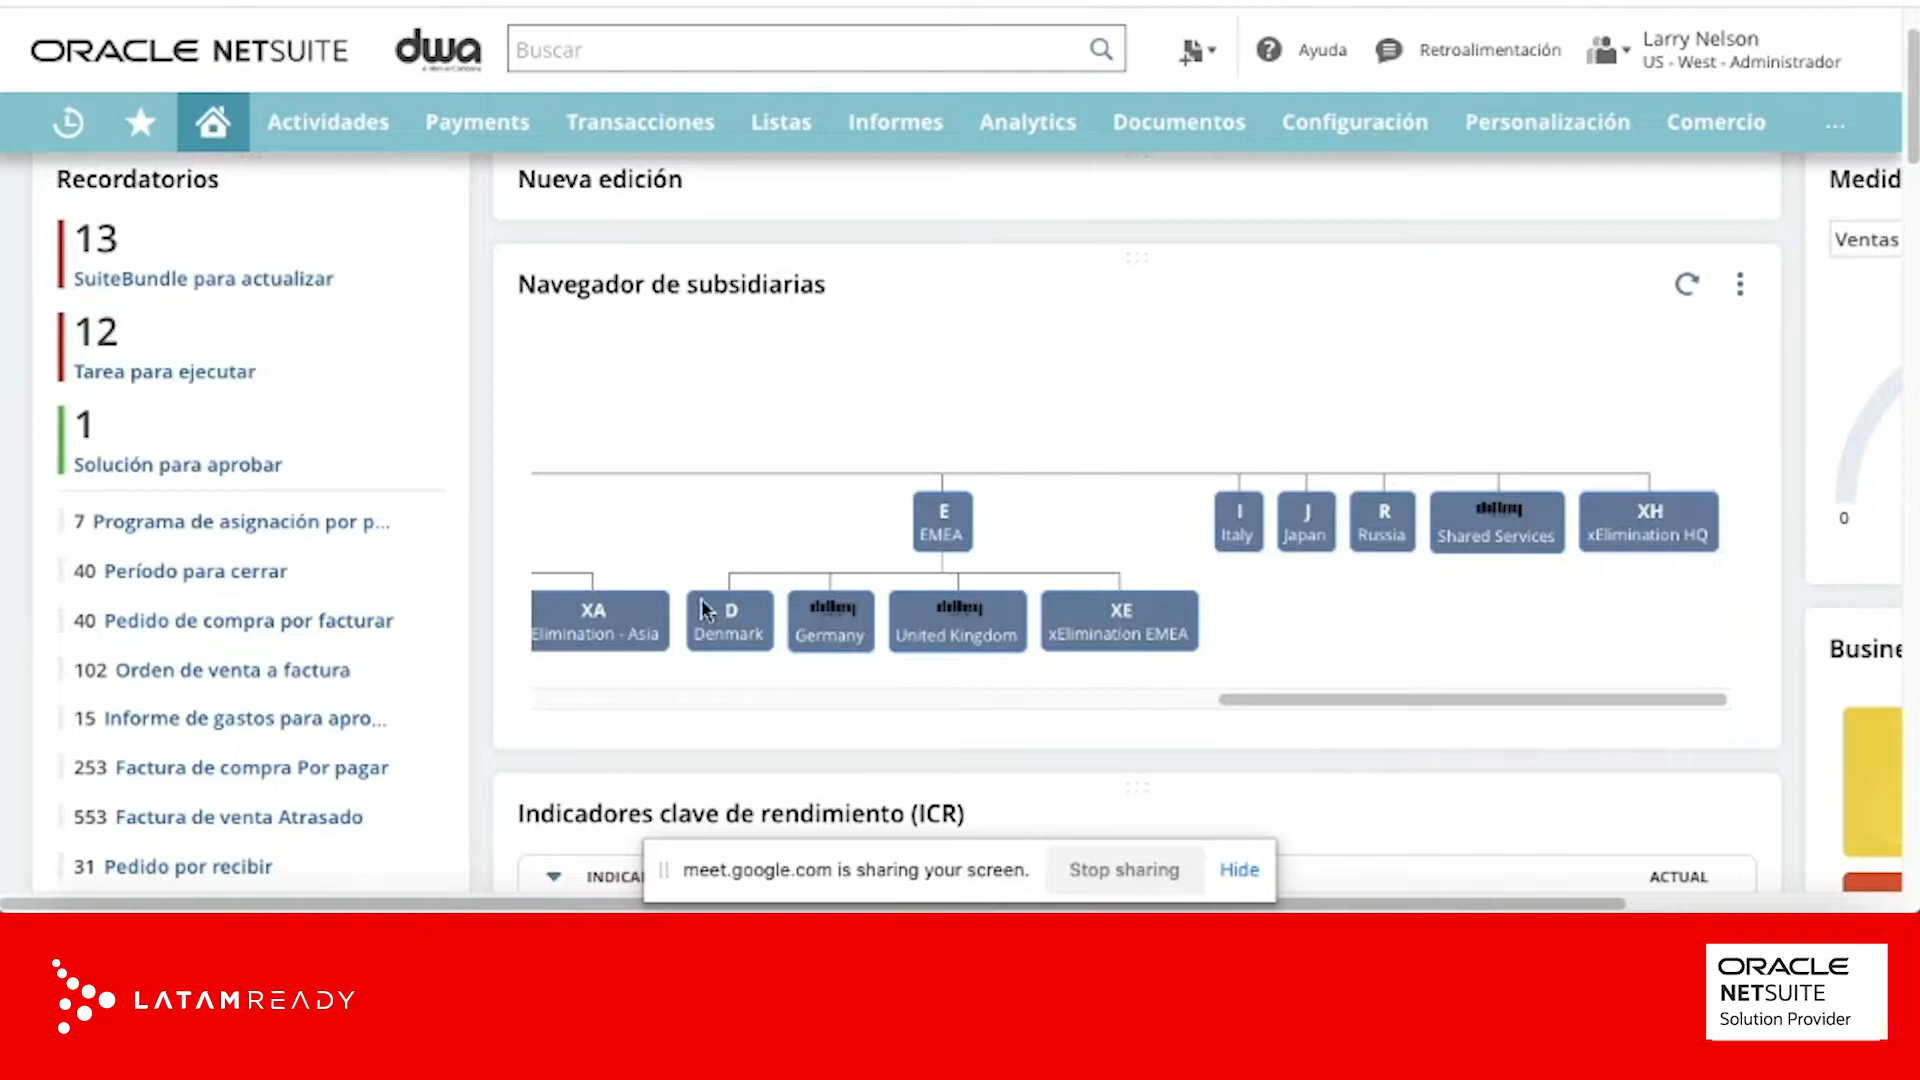 ORACLE NETSUITE
dwa
Buscar
Ayuda
Retroalimentación
Larry Nelson
US - West - Administrador
Actividades
Payments
Transacciones
Listas
Informes
Analytics
Documentos
Configuración
Personalización
Comercio
...
Recordatorios
13
SuiteBundle para actualizar
12
Tarea para ejecutar
1
Solución para aprobar
7 Programa de asignación por p...
40 Período para cerrar
40 Pedido de compra por facturar
102 Orden de venta a factura
15 Informe de gastos para apro...
253 Factura de compra Por pagar
553 Factura de venta Atrasado
31 Pedido por recibir
Nueva edición
Navegador de subsidiarias
E
EMEA
I
Italy
J
Japan
R
Russia
Shared Services
XH
xElimination HQ
XA
Elimination - Asia
D
Denmark
Germany
United Kingdom
XE
xElimination EMEA
Indicadores clave de rendimiento (ICR)
INDICA
ACTUAL
meet.google.com is sharing your screen.
Stop sharing
Hide
Medid
Ventas
0
Busine
LATAMREADY
ORACLE
NETSUITE
Solution Provider